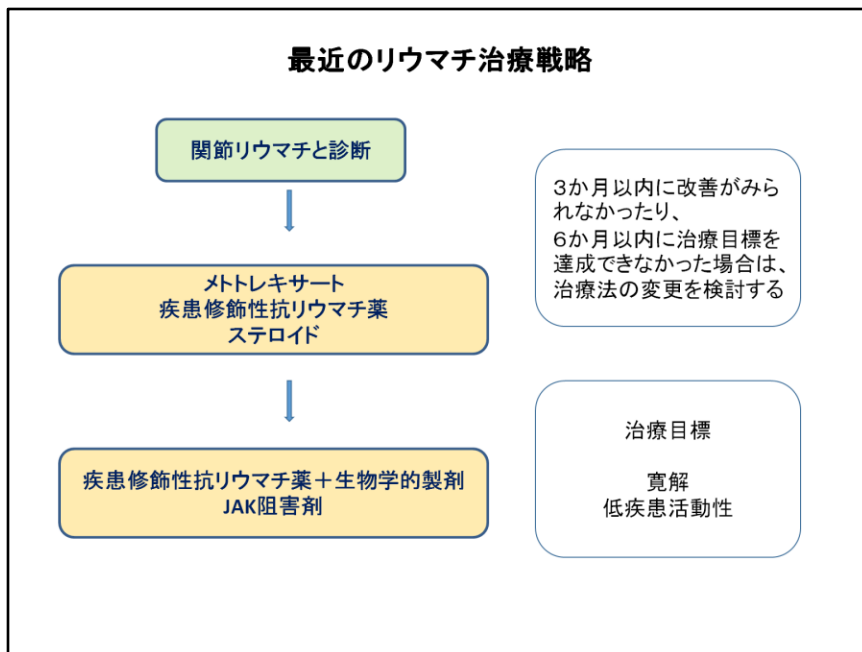 最近のリウマチ治療戦略
関節リウマチと診断
メトトレキサート
疾患修飾性抗リウマチ薬
ステロイド
疾患修飾性抗リウマチ薬＋生物学的製剤
JAK阻害剤
３か月以内に改善がみら
れなかったり、
６か月以内に治療目標を
達成できなかった場合は、
治療法の変更を検討する
治療目標
寛解
低疾患活動性